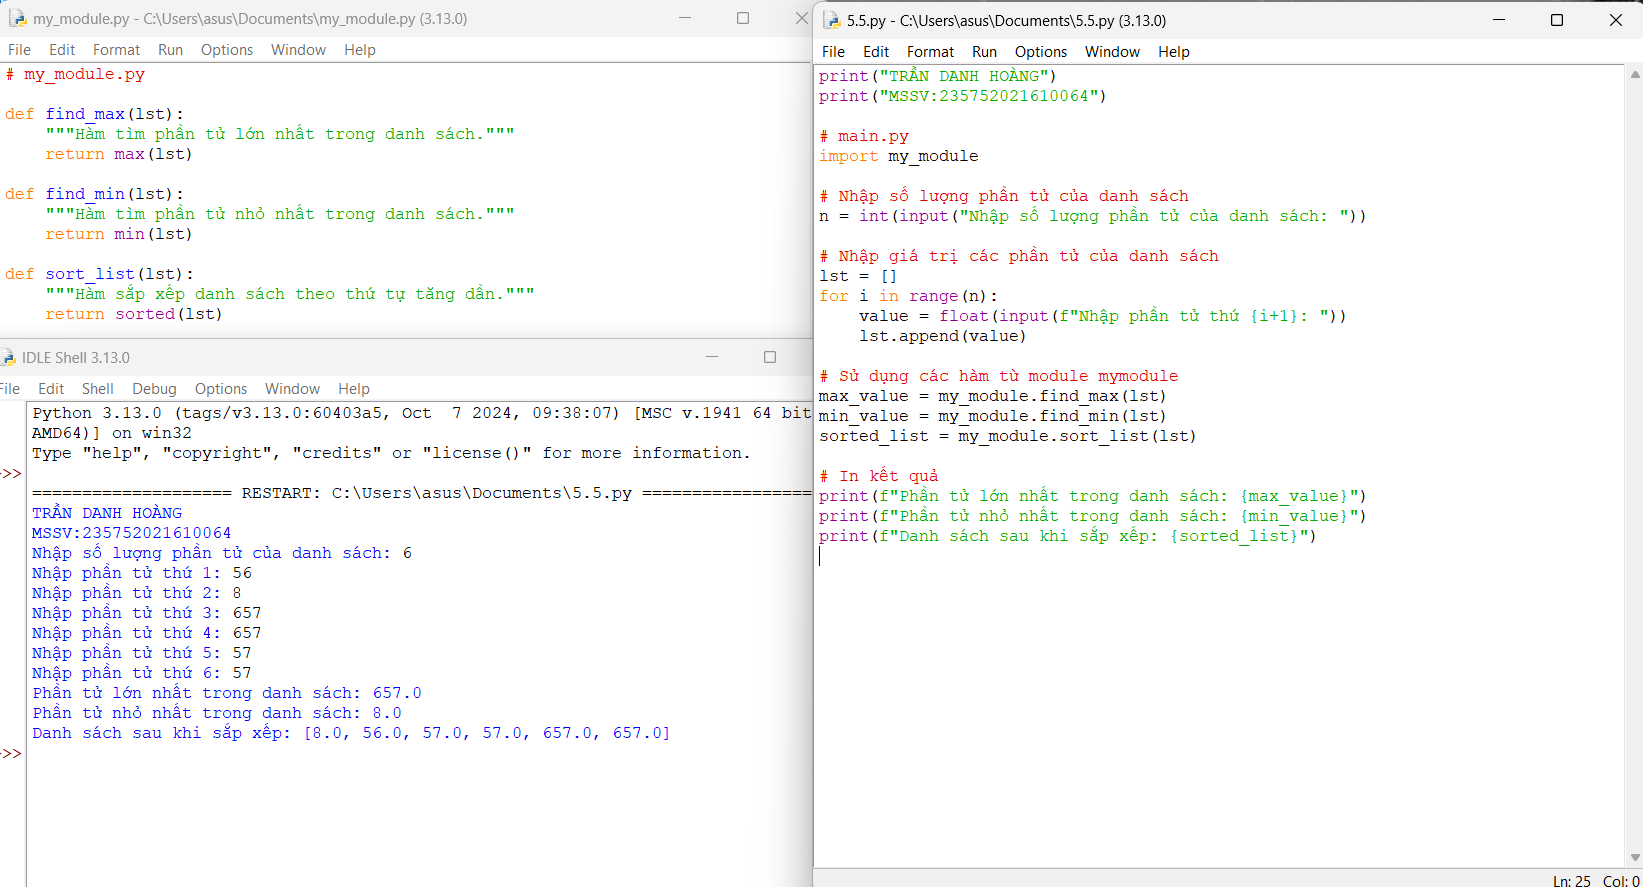 my_module.py - C:\Users\asus\Documents\my_module.py (3.13.0)
File Edit Format Run Options Window Help
# my_module.py
def find_max(lst):
    """Hàm tìm phần tử lớn nhất trong danh sách."""
    return max(lst)
def find_min(lst):
    """Hàm tìm phần tử nhỏ nhất trong danh sách."""
    return min(lst)
def sort_list(lst):
    """Hàm sắp xếp danh sách theo thứ tự tăng dần."""
    return sorted(lst)
IDLE Shell 3.13.0
File Edit Shell Debug Options Window Help
Python 3.13.0 (tags/v3.13.0:60403a5, Oct  7 2024, 09:38:07) [MSC v.1941 64 bit
AMD64)] on win32
Type "help", "copyright", "credits" or "license()" for more information.
>>
==================== RESTART: C:\Users\asus\Documents\5.5.py =================
TRẦN DANH HOÀNG
MSSV:235752021610064
Nhập số lượng phần tử của danh sách: 6
Nhập phần tử thứ 1: 56
Nhập phần tử thứ 2: 8
Nhập phần tử thứ 3: 657
Nhập phần tử thứ 4: 657
Nhập phần tử thứ 5: 57
Nhập phần tử thứ 6: 57
Phần tử lớn nhất trong danh sách: 657.0
Phần tử nhỏ nhất trong danh sách: 8.0
Danh sách sau khi sắp xếp: [8.0, 56.0, 57.0, 57.0, 657.0, 657.0]
>>
5.5.py - C:\Users\asus\Documents\5.5.py (3.13.0)
File Edit Format Run Options Window Help
print("TRẦN DANH HOÀNG")
print("MSSV:235752021610064")
# main.py
import my_module
# Nhập số lượng phần tử của danh sách
n = int(input("Nhập số lượng phần tử của danh sách: "))
# Nhập giá trị các phần tử của danh sách
lst = []
for i in range(n):
    value = float(input(f"Nhập phần tử thứ {i+1}: "))
    lst.append(value)
# Sử dụng các hàm từ module mymodule
max_value = my_module.find_max(lst)
min_value = my_module.find_min(lst)
sorted_list = my_module.sort_list(lst)
# In kết quả
print(f"Phần tử lớn nhất trong danh sách: {max_value}")
print(f"Phần tử nhỏ nhất trong danh sách: {min_value}")
print(f"Danh sách sau khi sắp xếp: {sorted_list}")
Ln: 25 Col: 0